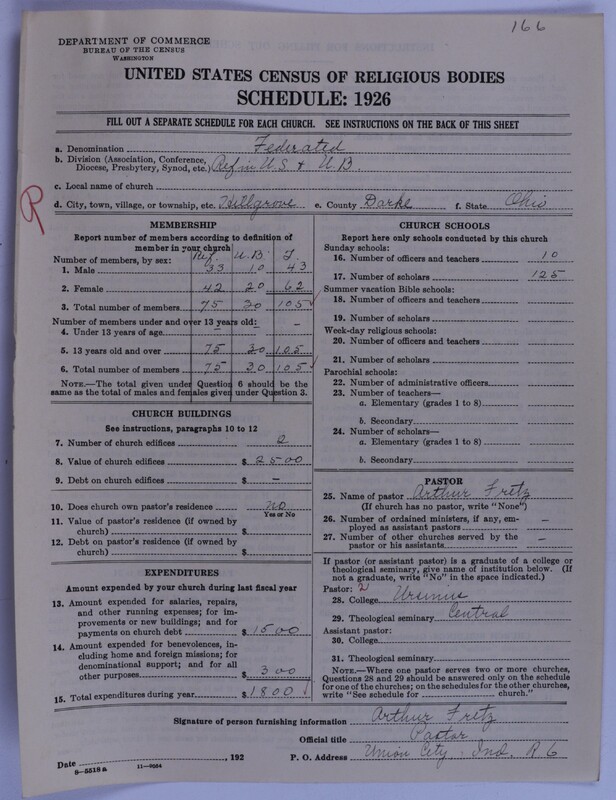 166
DEPARTMENT OF COMMERCE
BUREAU OF THE CENSUS
WASHINGTON
UNITED STATES CENSUS OF RELIGIOUS BODIES
SCHEDULE: 1926
FILL OUT A SEPARATE SCHEDULE FOR EACH CHURCH. SEE INSTRUCTIONS ON THE BACK OF THIS SHEET
a. Denomination Federated
b. Division (Association, Conference, Diocese, Presbytery, Synod, etc.) Ref in U S & U.B.
c. Local name of church
R
d. City, town, village, or township, etc. Hillgrove e. County Darke f. State Ohio
MEMBERSHIP
Report number of members according to definition of
member in your church
Ref. U.B. T.
Number of members, by sex:
1. Male 33 10 43
2. Female 42 20 62
3. Total number of members 75 30 105
Number of members under and over 13 years old:
4. Under 13 years of age – –
5. 13 years old and over 75 30 105
6. Total number of members 75 30 105
NOTE.—The total given under Question 6 should be the
same as the total of males and females given under Question 3.
CHURCH BUILDINGS
See instructions, paragraphs 10 to 12
7. Number of church edifices 2
8. Value of church edifices $ 2500
9. Debt on church edifices $ –
10. Does church own pastor's residence no
Yes or No
11. Value of pastor's residence (if owned by
church) $
12. Debt on pastor's residence (if owned by
church) $
EXPENDITURES
Amount expended by your church during last fiscal year
13. Amount expended for salaries, repairs,
and other running expenses; for im-
provements or new buildings; and for
payments on church debt $ 1500
14. Amount expended for benevolences, in-
cluding home and foreign missions; for
denominational support; and for all
other purposes $ 300
15. Total expenditures during year $ 1800
CHURCH SCHOOLS
Report here only schools conducted by this church
Sunday schools:
16. Number of officers and teachers 10
17. Number of scholars 125
Summer vacation Bible schools:
18. Number of officers and teachers
19. Number of scholars
Week-day religious schools:
20. Number of officers and teachers
21. Number of scholars
Parochial schools:
22. Number of administrative officers
23. Number of teachers—
a. Elementary (grades 1 to 8)
b. Secondary
24. Number of scholars—
a. Elementary (grades 1 to 8)
b. Secondary
PASTOR
25. Name of pastor Arthur Fretz
(If church has no pastor, write "None")
26. Number of ordained ministers, if any, em-
ployed as assistant pastors –
27. Number of other churches served by the
pastor or his assistants –
If pastor (or assistant pastor) is a graduate of a college or
theological seminary, give name of institution below. (If
not a graduate, write "No" in the space indicated.)
Pastor: 2
28. College Ursinus
29. Theological seminary Central
Assistant pastor:
30. College
31. Theological seminary
NOTE.—Where one pastor serves two or more churches,
Questions 28 and 29 should be answered only on the schedule
for one of the churches; on the schedules for the other churches,
write "See schedule for church."
Signature of person furnishing information Arthur Fretz
Official title Pastor
Date , 192 P. O. Address Union City, Ind. R 6
8-5518a 11-9054